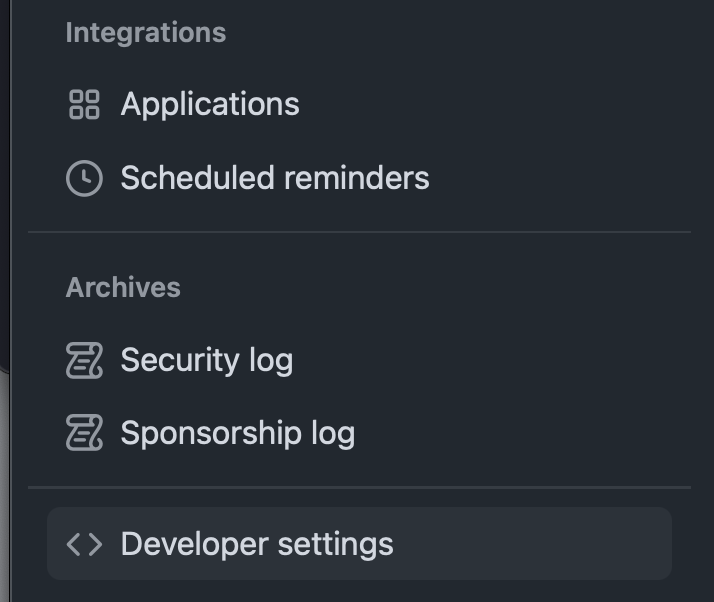 Integrations
Applications
Scheduled reminders
Archives
Security log
Sponsorship log
Developer settings